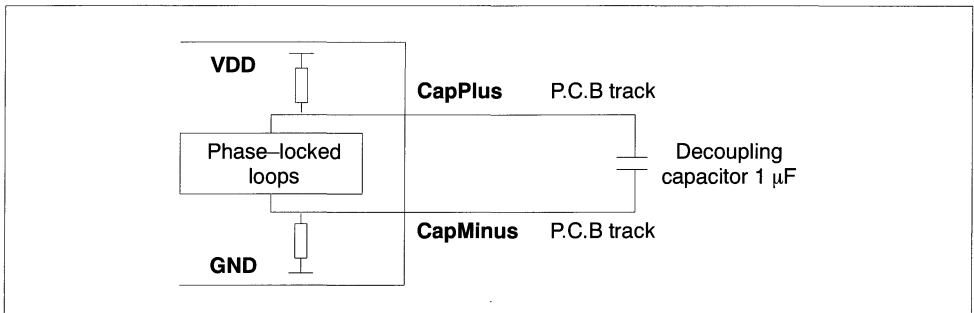 VDD
CapPlus P.C.B track
Phase–locked
loops
Decoupling
capacitor 1 μF
CapMinus P.C.B track
GND